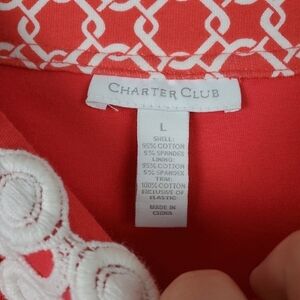 CHARTER CLUB
L
SHELL:
95% COTTON
5% SPANDEX
LINING:
95% COTTON
5% SPANDEX
TRIM:
100% COTTON
EXCLUSIVE OF
ELASTIC
MADE IN
CHINA